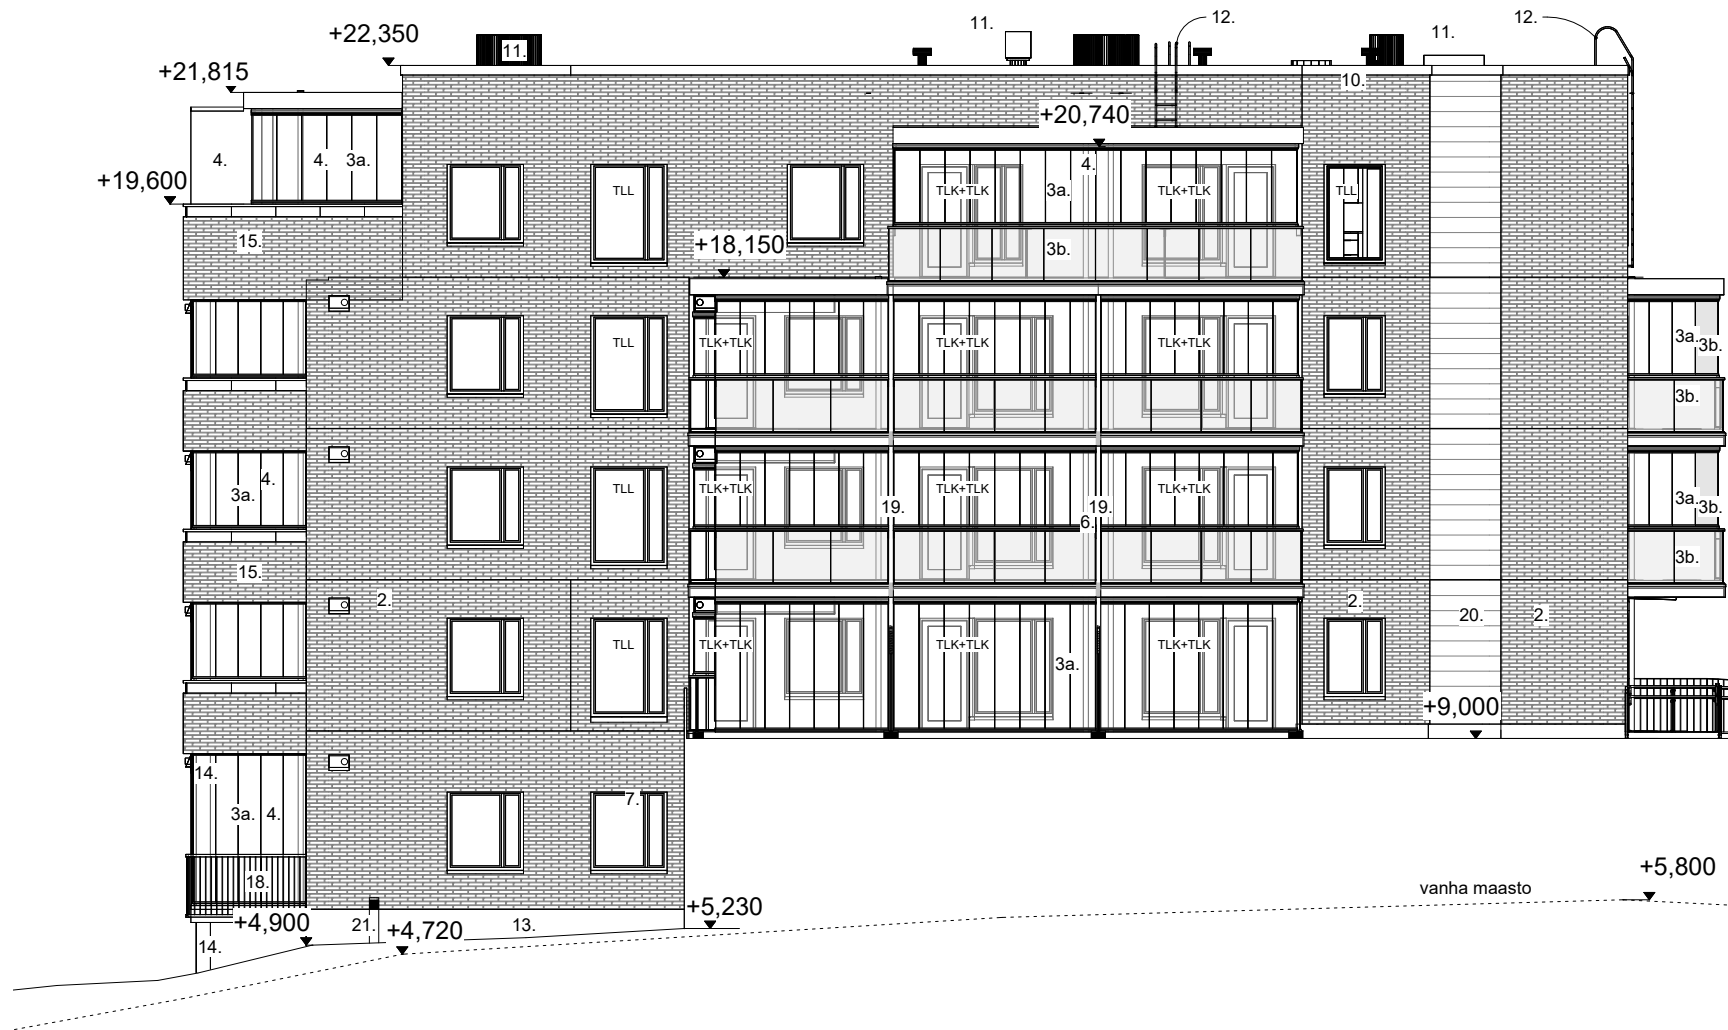 11.
12.
12.
+22,350
11.
11.
+21,815
10.
+20,740
4.
4.
3a.
4.
+19,600
TLL
TLK+TLK
3a.
TLK+TLK
TLL
15.
+18,150
3b.
TLL
TLK+TLK
TLK+TLK
TLK+TLK
3a.
3b.
3b.
4.
3a.
TLL
TLK+TLK
TLK+TLK
TLK+TLK
3a.
3b.
19.
19.
6.
15.
3b.
2.
2.
20.
2.
TLL
TLK+TLK
TLK+TLK
TLK+TLK
3a.
+9,000
14.
3a.
4.
7.
18.
+5,800
vanha maasto
+5,230
+4,900
21.
+4,720
13.
14.